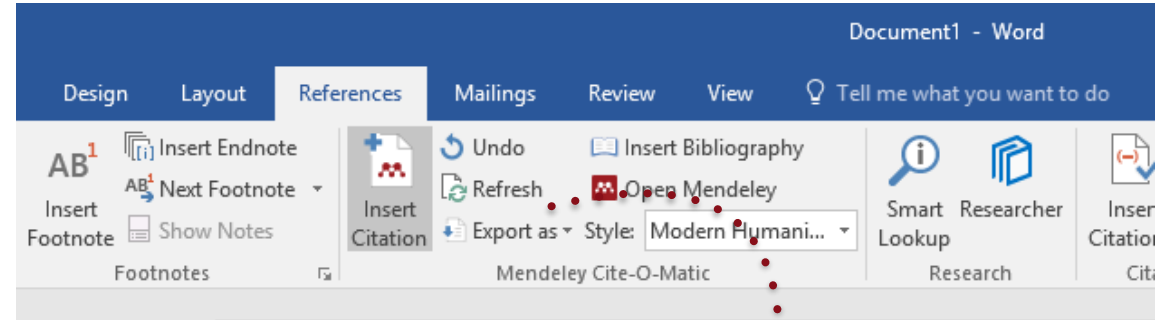 Document1 - Word
Design Layout References Mailings Review View Tell me what you want to do
AB1 Insert Footnote
[i] Insert Endnote
AB1 Next Footnote
Show Notes
Footnotes
Insert Citation
Undo
Refresh
Export as
Insert Bibliography
Open Mendeley
Style: Modern Humani...
Mendeley Cite-O-Matic
Smart Lookup
Researcher
Research
(-)